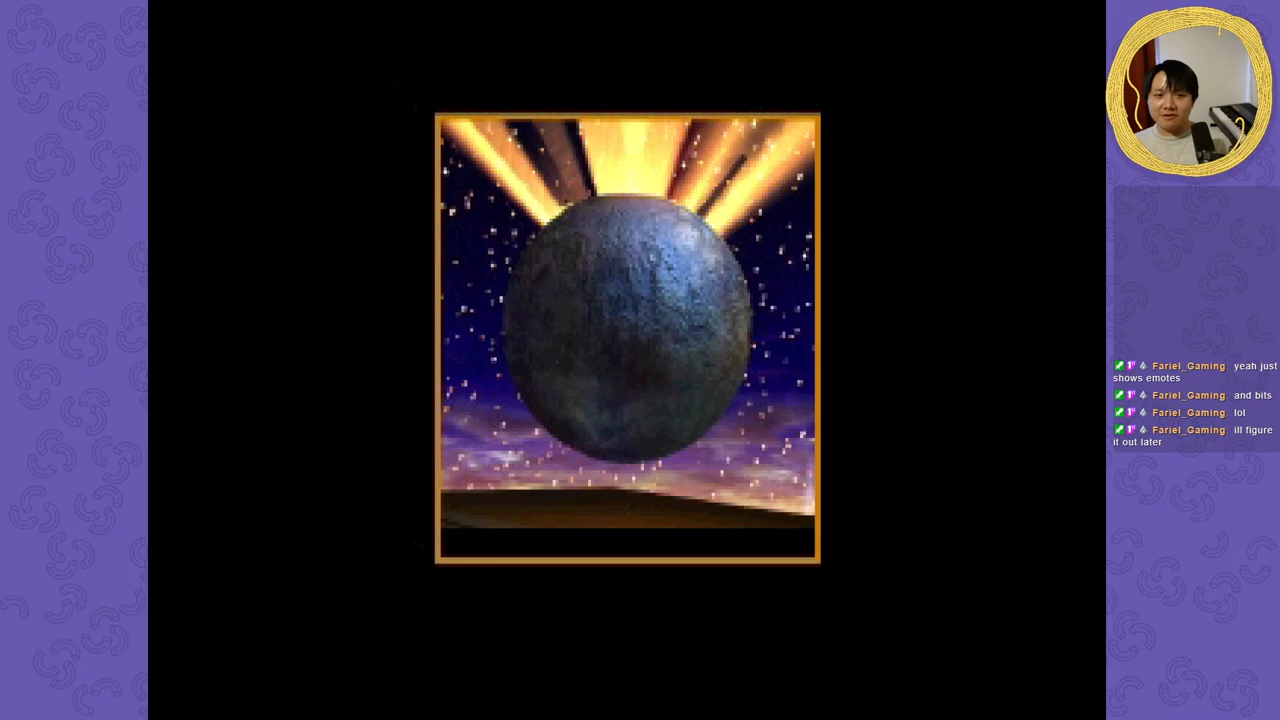 Fariel_Gaming: yeah just
shows emotes
Fariel_Gaming: and bits
Fariel_Gaming: lol
Fariel_Gaming: ill figure
it out later